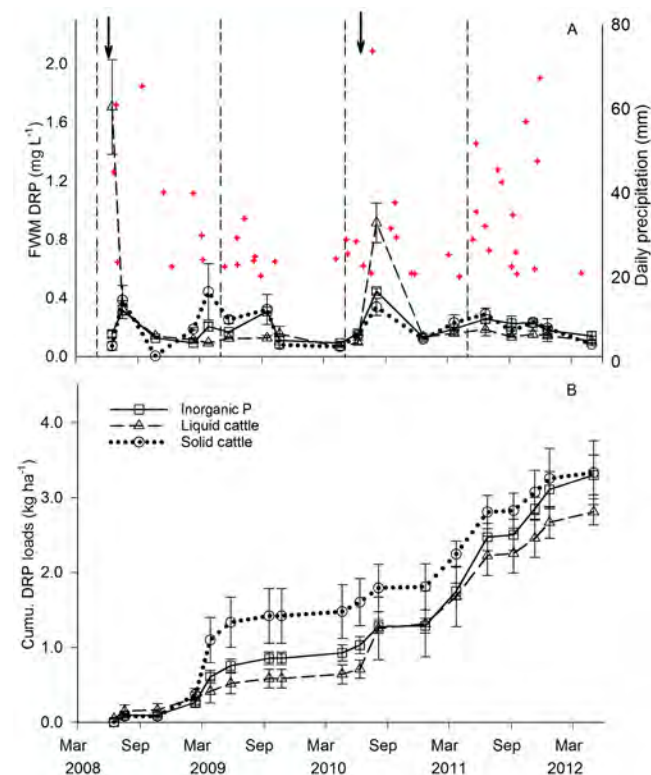 A
FWM DRP (mg L-1)
2.0
1.6
1.2
0.8
0.4
0.0
Daily precipitation (mm)
80
60
40
20
0
B
Inorganic P
Liquid cattle
Solid cattle
Cumu. DRP loads (kg ha-1)
4.0
3.0
2.0
1.0
0.0
Mar Sep Mar Sep Mar Sep Mar Sep Mar
2008 2009 2010 2011 2012